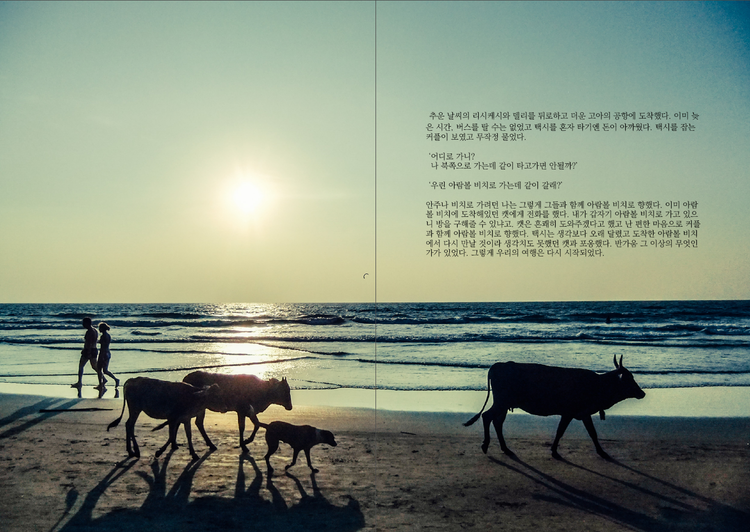 추운 날씨의 리시케시와 델리를 뒤로하고 더운 고아의 공항에 도착했다. 이미 늦
은 시간, 버스를 탈 수는 없었고 택시를 혼자 타기엔 돈이 아까웠다. 택시를 잡는
커플이 보였고 무작정 물었다.
'어디로 가니?
나 북쪽으로 가는데 같이 타고가면 안될까?'
'우린 아람볼 비치로 가는데 같이 갈래?'
안주나 비치로 가려던 나는 그렇게 그들과 함께 아람볼 비치로 향했다. 이미 아람
볼 비치에 도착해있던 캣에게 전화를 했다. 내가 갑자기 아람볼 비치로 가고 있으
니 방을 구해줄 수 있냐고. 캣은 흔쾌히 도와주겠다고 했고 난 편한 마음으로 커플
과 함께 아람볼 비치로 향했다. 택시는 생각보다 오래 달렸고 도착한 아람볼 비치
에서 다시 만날 것이라 생각치도 못했던 캣과 포옹했다. 반가움 그 이상의 무엇인
가가 있었다. 그렇게 우리의 여행은 다시 시작되었다.